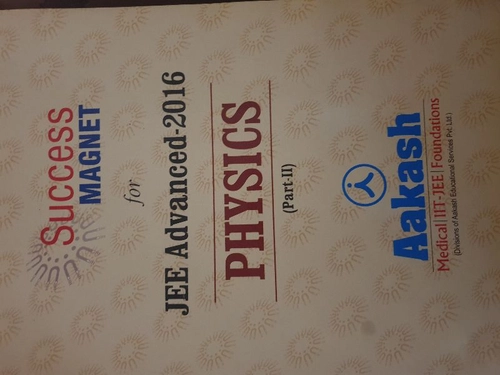 Success
MAGNET
for
JEE Advanced-2016
PHYSICS
(Part-II)
Aakash
Medical|IIT-JEE|Foundations
(Divisions of Aakash Educational Services Pvt. Ltd.)